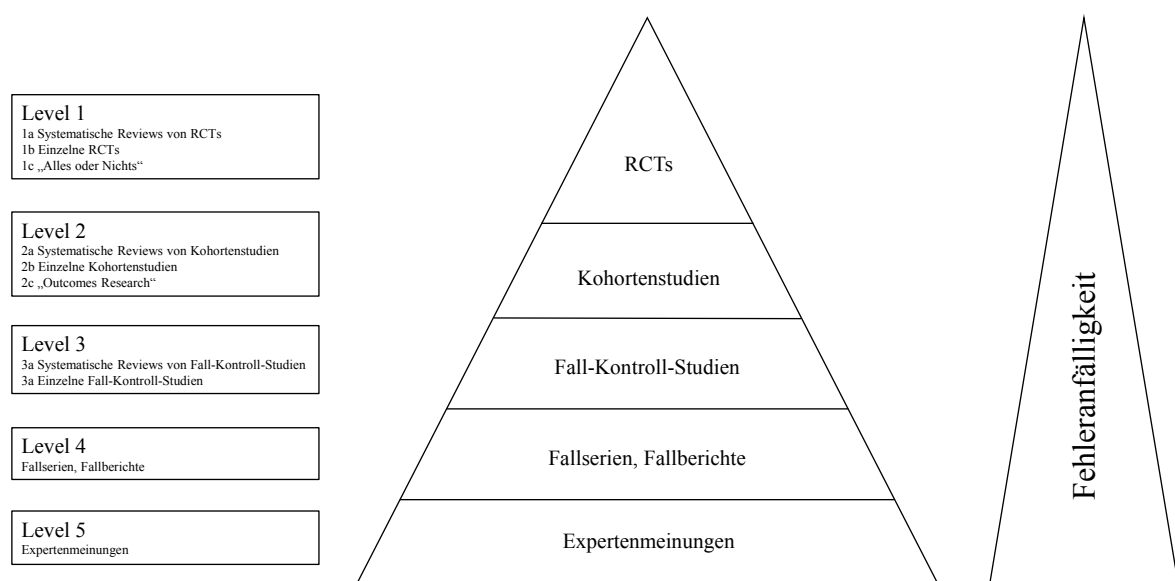 Level 1
1a Systematische Reviews von RCTs
1b Einzelne RCTs
1c „Alles oder Nichts“
Level 2
2a Systematische Reviews von Kohortenstudien
2b Einzelne Kohortenstudien
2c „Outcomes Research“
Level 3
3a Systematische Reviews von Fall-Kontroll-Studien
3a Einzelne Fall-Kontroll-Studien
Level 4
Fallserien, Fallberichte
Level 5
Expertenmeinungen
RCTs
Kohortenstudien
Fall-Kontroll-Studien
Fallserien, Fallberichte
Expertenmeinungen
Fehleranfälligkeit